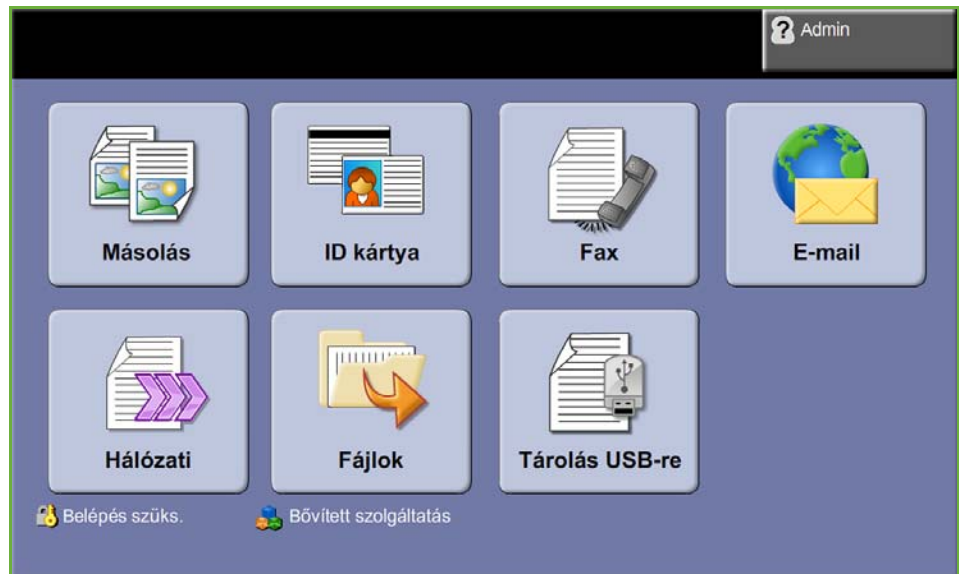 Admin
Másolás
ID kártya
Fax
E-mail
Hálózati
Fájlok
Tárolás USB-re
Belépés szüks.
Bővített szolgáltatás